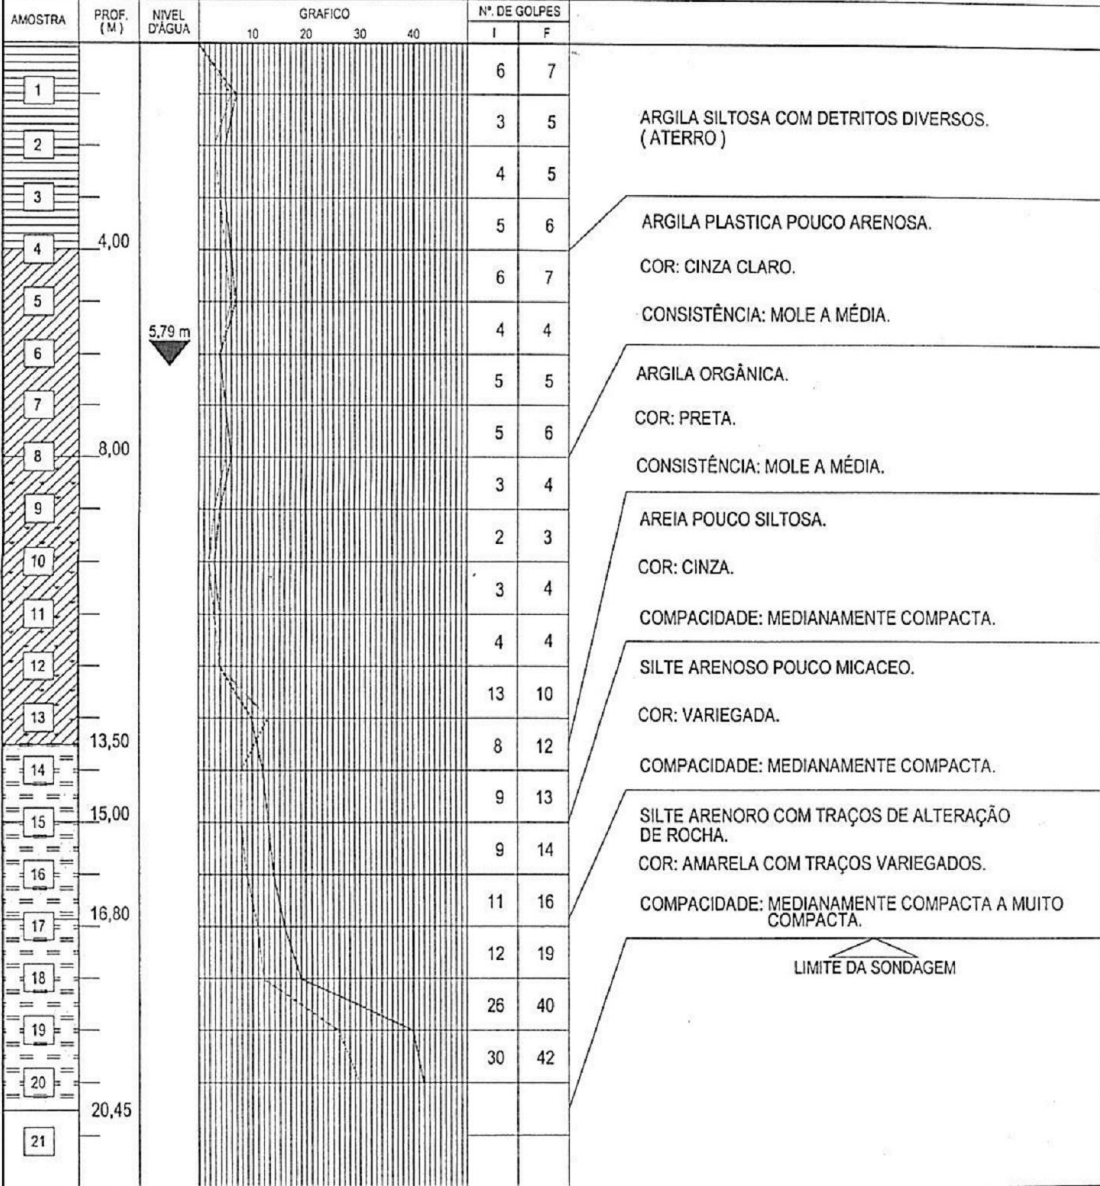 AMOSTRA
PROF.
(M)
NIVEL
D'ÁGUA
GRAFICO
10 20 30 40
Nº. DE GOLPES
I F
6 7
1
3 5
2
4 5
3
5 6
4
4,00
6 7
5
4 4
5,79 m
6
5 5
7
5 6
8
8,00
3 4
9
2 3
10
3 4
11
4 4
12
13 10
13
13,50
8 12
14
9 13
15
15,00
9 14
16
11 16
16,80
17
12 19
18
26 40
19
30 42
20
20,45
21
ARGILA SILTOSA COM DETRITOS DIVERSOS.
( ATERRO )
ARGILA PLASTICA POUCO ARENOSA.
COR: CINZA CLARO.
CONSISTÊNCIA: MOLE A MÉDIA.
ARGILA ORGÂNICA.
COR: PRETA.
CONSISTÊNCIA: MOLE A MÉDIA.
AREIA POUCO SILTOSA.
COR: CINZA.
COMPACIDADE: MEDIANAMENTE COMPACTA.
SILTE ARENOSO POUCO MICACEO.
COR: VARIEGADA.
COMPACIDADE: MEDIANAMENTE COMPACTA.
SILTE ARENORO COM TRAÇOS DE ALTERAÇÃO
DE ROCHA.
COR: AMARELA COM TRAÇOS VARIEGADOS.
COMPACIDADE: MEDIANAMENTE COMPACTA A MUITO
COMPACTA.
LIMITE DA SONDAGEM